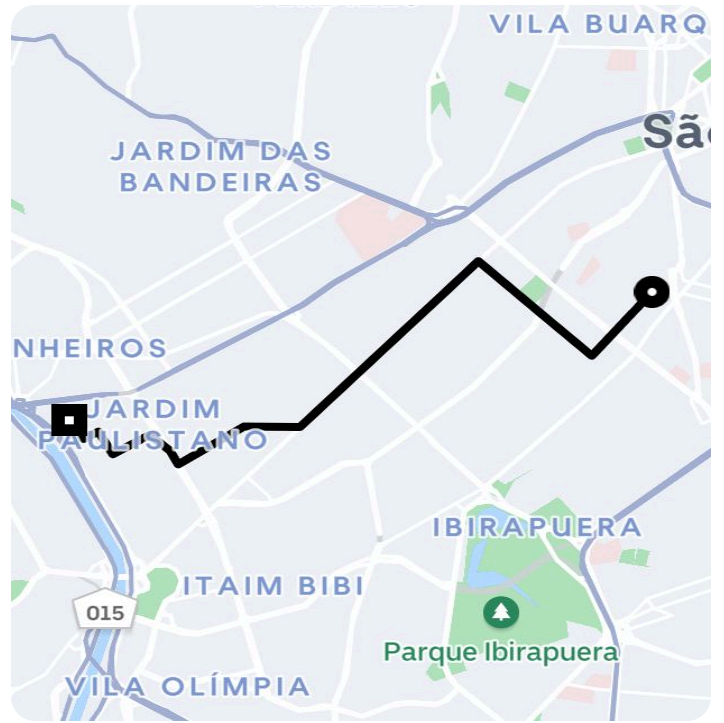 VILA BUARQ
São
JARDIM DAS
BANDEIRAS
NHEIROS
JARDIM
PAULISTANO
IBIRAPUERA
ITAIM BIBI
015
Parque Ibirapuera
VILA OLÍMPIA